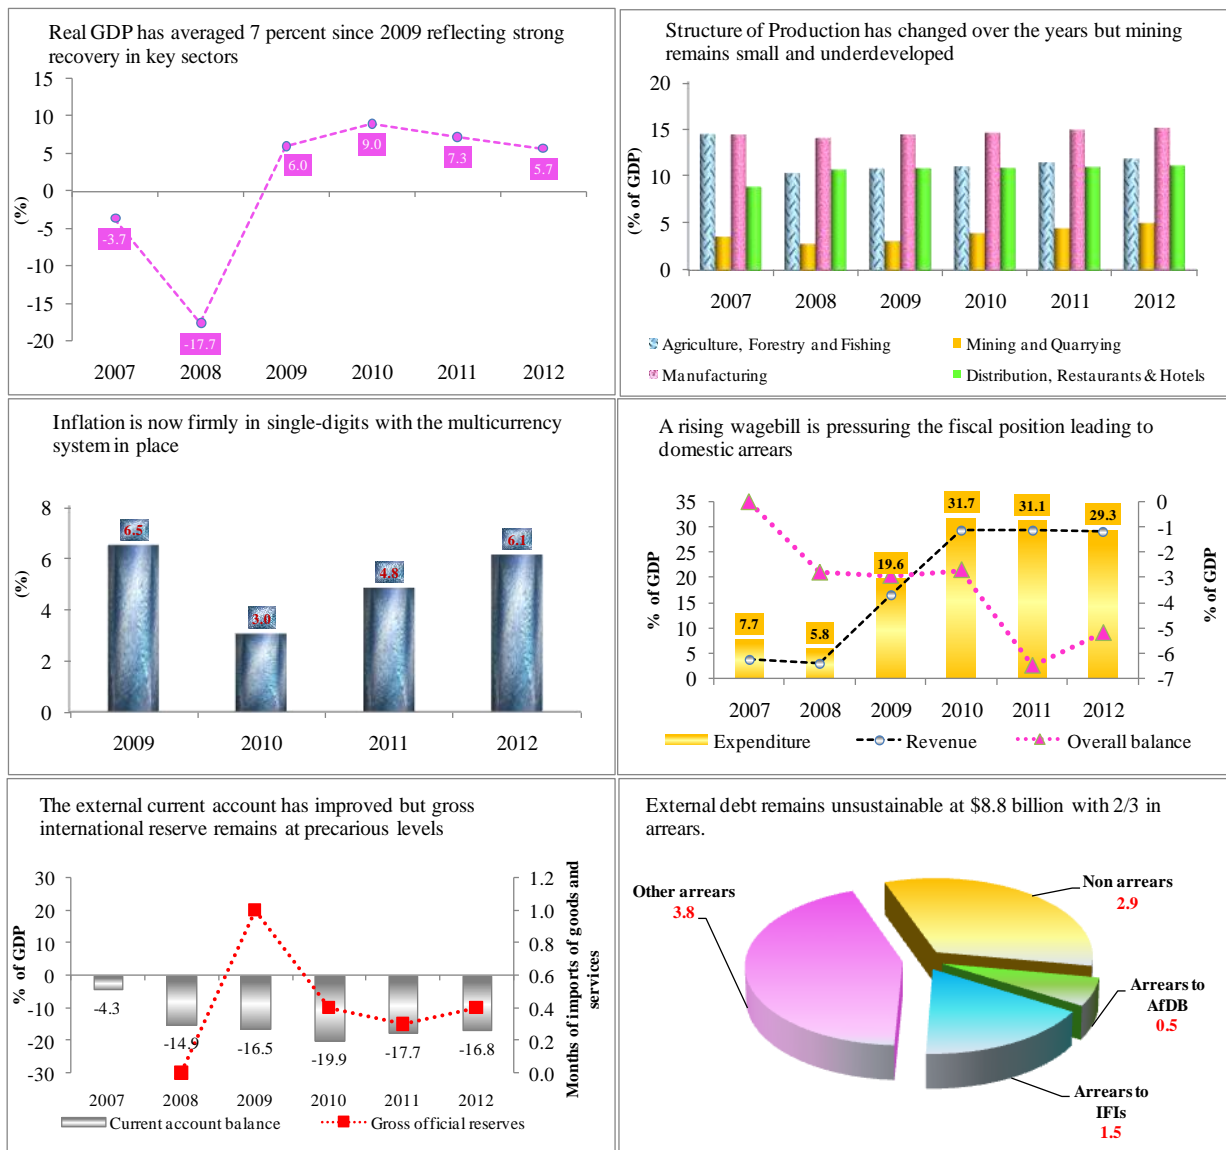 Real GDP has averaged 7 percent since 2009 reflecting strong
recovery in key sectors
15
10
5
0
-5
-10
-15
-20
(%)
-3.7
-17.7
6.0
9.0
7.3
5.7
2007 2008 2009 2010 2011 2012
Structure of Production has changed over the years but mining
remains small and underdeveloped
20
15
10
5
0
(% of GDP)
2007 2008 2009 2010 2011 2012
Agriculture, Forestry and Fishing
Mining and Quarrying
Manufacturing
Distribution, Restaurants & Hotels
Inflation is now firmly in single-digits with the multicurrency
system in place
8
6
4
2
0
(%)
6.5
3.0
4.8
6.1
2009 2010 2011 2012
A rising wagebill is pressuring the fiscal position leading to
domestic arrears
35
30
25
20
15
10
5
0
% of GDP
7.7
5.8
19.6
31.7
31.1
29.3
0
-1
-2
-3
-4
-5
-6
-7
% of GDP
2007 2008 2009 2010 2011 2012
Expenditure
Revenue
Overall balance
The external current account has improved but gross
international reserve remains at precarious levels
30
20
10
0
-10
-20
-30
% of GDP
-4.3
-14.9
-16.5
-19.9
-17.7
-16.8
1.2
1.0
0.8
0.6
0.4
0.2
0.0
Months of imports of goods and
services
2007 2008 2009 2010 2011 2012
Current account balance
Gross official reserves
External debt remains unsustainable at $8.8 billion with 2/3 in
arrears.
Other arrears
3.8
Non arrears
2.9
Arrears to
AfDB
0.5
Arrears to
IFIs
1.5